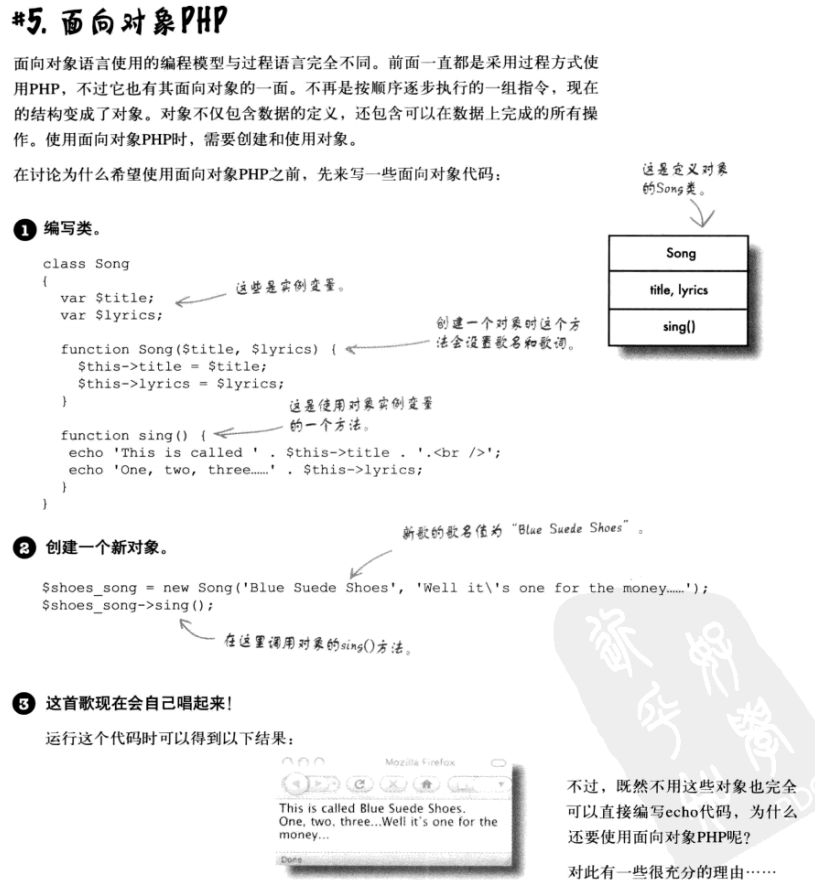 #5. 面向对象PHP
面向对象语言使用的编程模型与过程语言完全不同。前面一直都是采用过程方式使
用PHP，不过它也有其面向对象的一面。不再是按顺序逐步执行的一组指令，现在
的结构变成了对象。对象不仅包含数据的定义，还包含可以在数据上完成的所有操
作。使用面向对象PHP时，需要创建和使用对象。
在讨论为什么希望使用面向对象PHP之前，先来写一些面向对象代码：
这是定义对象
的Song类。
Song
title, lyrics
sing()
1 编写类。
class Song
{
var $title;
var $lyrics;
这些是实例变量。
function Song($title, $lyrics) {
$this->title = $title;
$this->lyrics = $lyrics;
}
创建一个对象时这个方
法会设置歌名和歌词。
这是使用对象实例变量
的一个方法。
function sing() {
echo 'This is called ' . $this->title . '.<br />';
echo 'One, two, three……' . $this->lyrics;
}
}
2 创建一个新对象。
新歌的歌名值为“Blue Suede Shoes”。
$shoes_song = new Song('Blue Suede Shoes', 'Well it\'s one for the money……');
$shoes_song->sing();
在这里调用对象的sing()方法。
3 这首歌现在会自己唱起来！
运行这个代码时可以得到以下结果：
Mozilla Firefox
This is called Blue Suede Shoes.
One, two, three...Well it's one for the
money...
Done
不过，既然不用这些对象也完全
可以直接编写echo代码，为什么
还要使用面向对象PHP呢？
对此有一些很充分的理由……